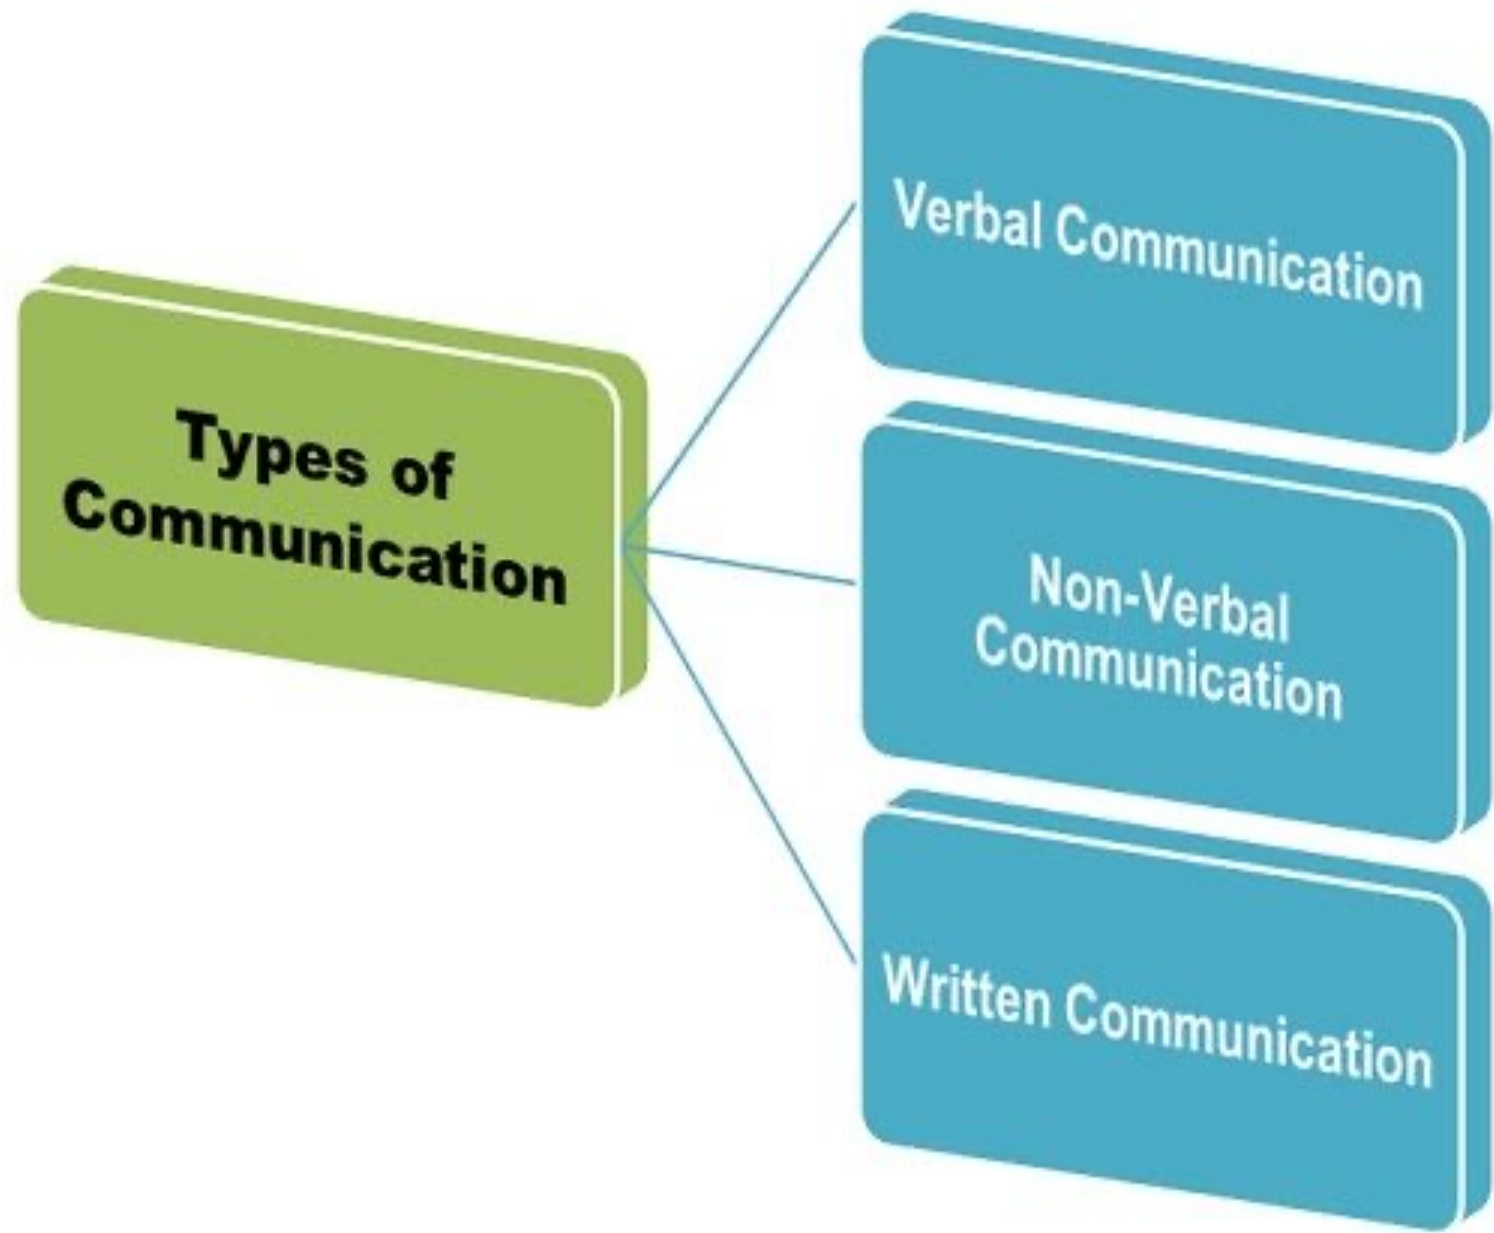 Types of
Communication
Verbal Communication
Non-Verbal
Communication
Written Communication